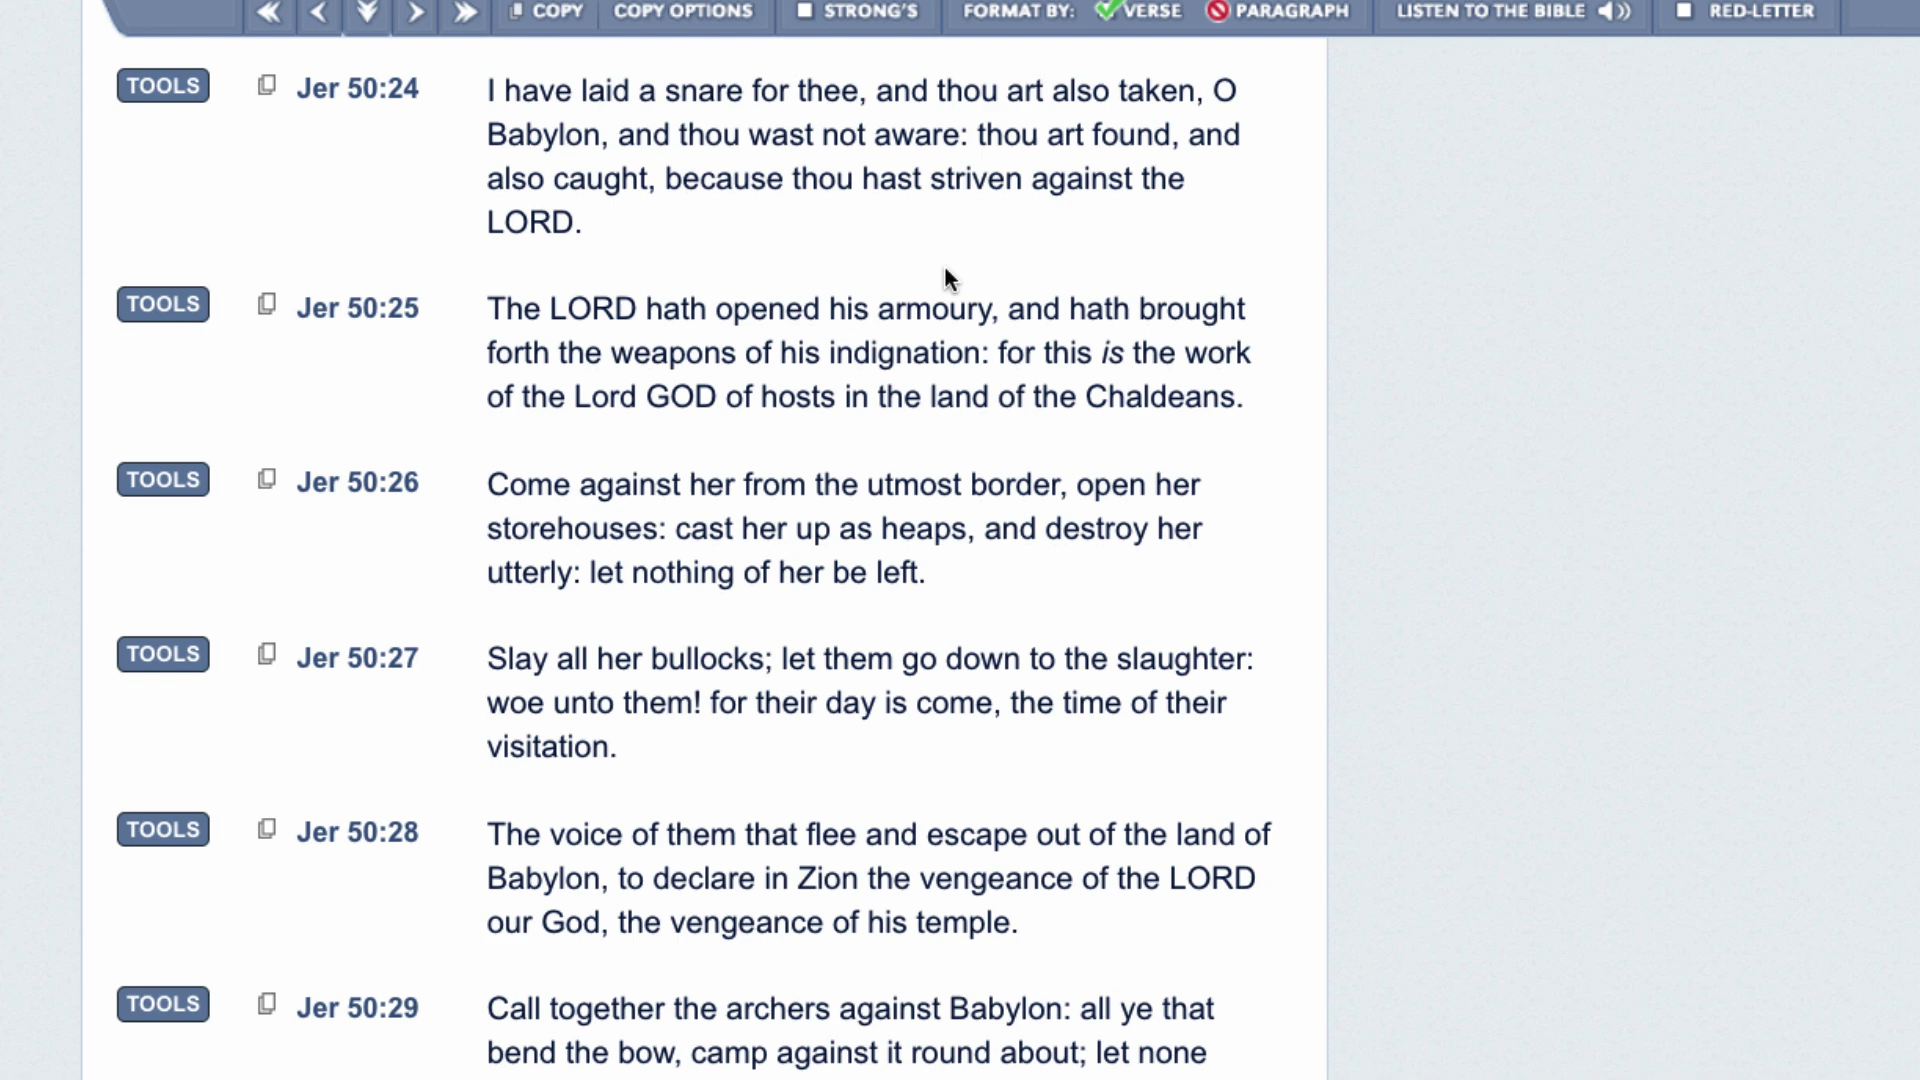 COPY COPY OPTIONS STRONG'S FORMAT BY: VERSE PARAGRAPH LISTEN TO THE BIBLE RED-LETTER
TOOLS Jer 50:24 I have laid a snare for thee, and thou art also taken, O
Babylon, and thou wast not aware: thou art found, and
also caught, because thou hast striven against the
LORD.
TOOLS Jer 50:25 The LORD hath opened his armoury, and hath brought
forth the weapons of his indignation: for this is the work
of the Lord GOD of hosts in the land of the Chaldeans.
TOOLS Jer 50:26 Come against her from the utmost border, open her
storehouses: cast her up as heaps, and destroy her
utterly: let nothing of her be left.
TOOLS Jer 50:27 Slay all her bullocks; let them go down to the slaughter:
woe unto them! for their day is come, the time of their
visitation.
TOOLS Jer 50:28 The voice of them that flee and escape out of the land of
Babylon, to declare in Zion the vengeance of the LORD
our God, the vengeance of his temple.
TOOLS Jer 50:29 Call together the archers against Babylon: all ye that
bend the bow, camp against it round about; let none